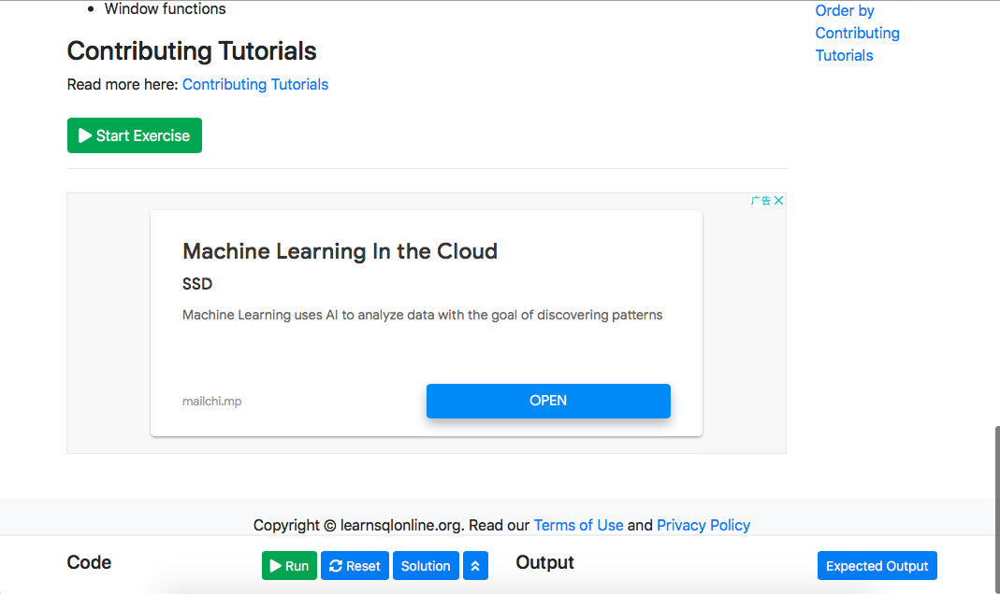 Window functions
Contributing Tutorials
Read more here: Contributing Tutorials
Start Exercise
Order by
Contributing
Tutorials
广告
Machine Learning In the Cloud
SSD
Machine Learning uses AI to analyze data with the goal of discovering patterns
mailchi.mp
OPEN
Copyright © learnsqlonline.org. Read our Terms of Use and Privacy Policy
Code
Run
Reset
Solution
Output
Expected Output